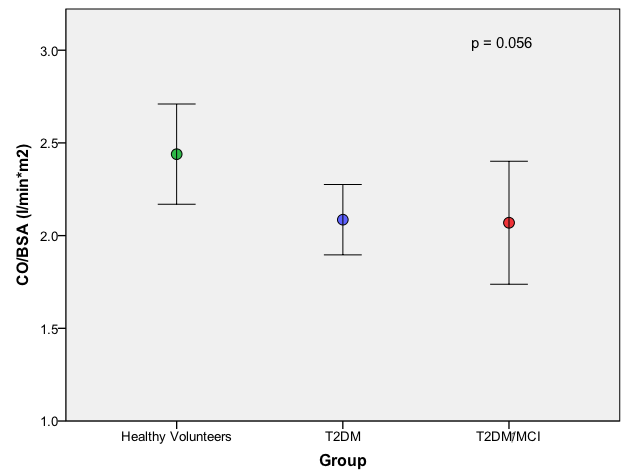 p = 0.056
CO/BSA (l/min*m2)
3.0
2.5
2.0
1.5
1.0
Healthy Volunteers
T2DM
T2DM/MCI
Group